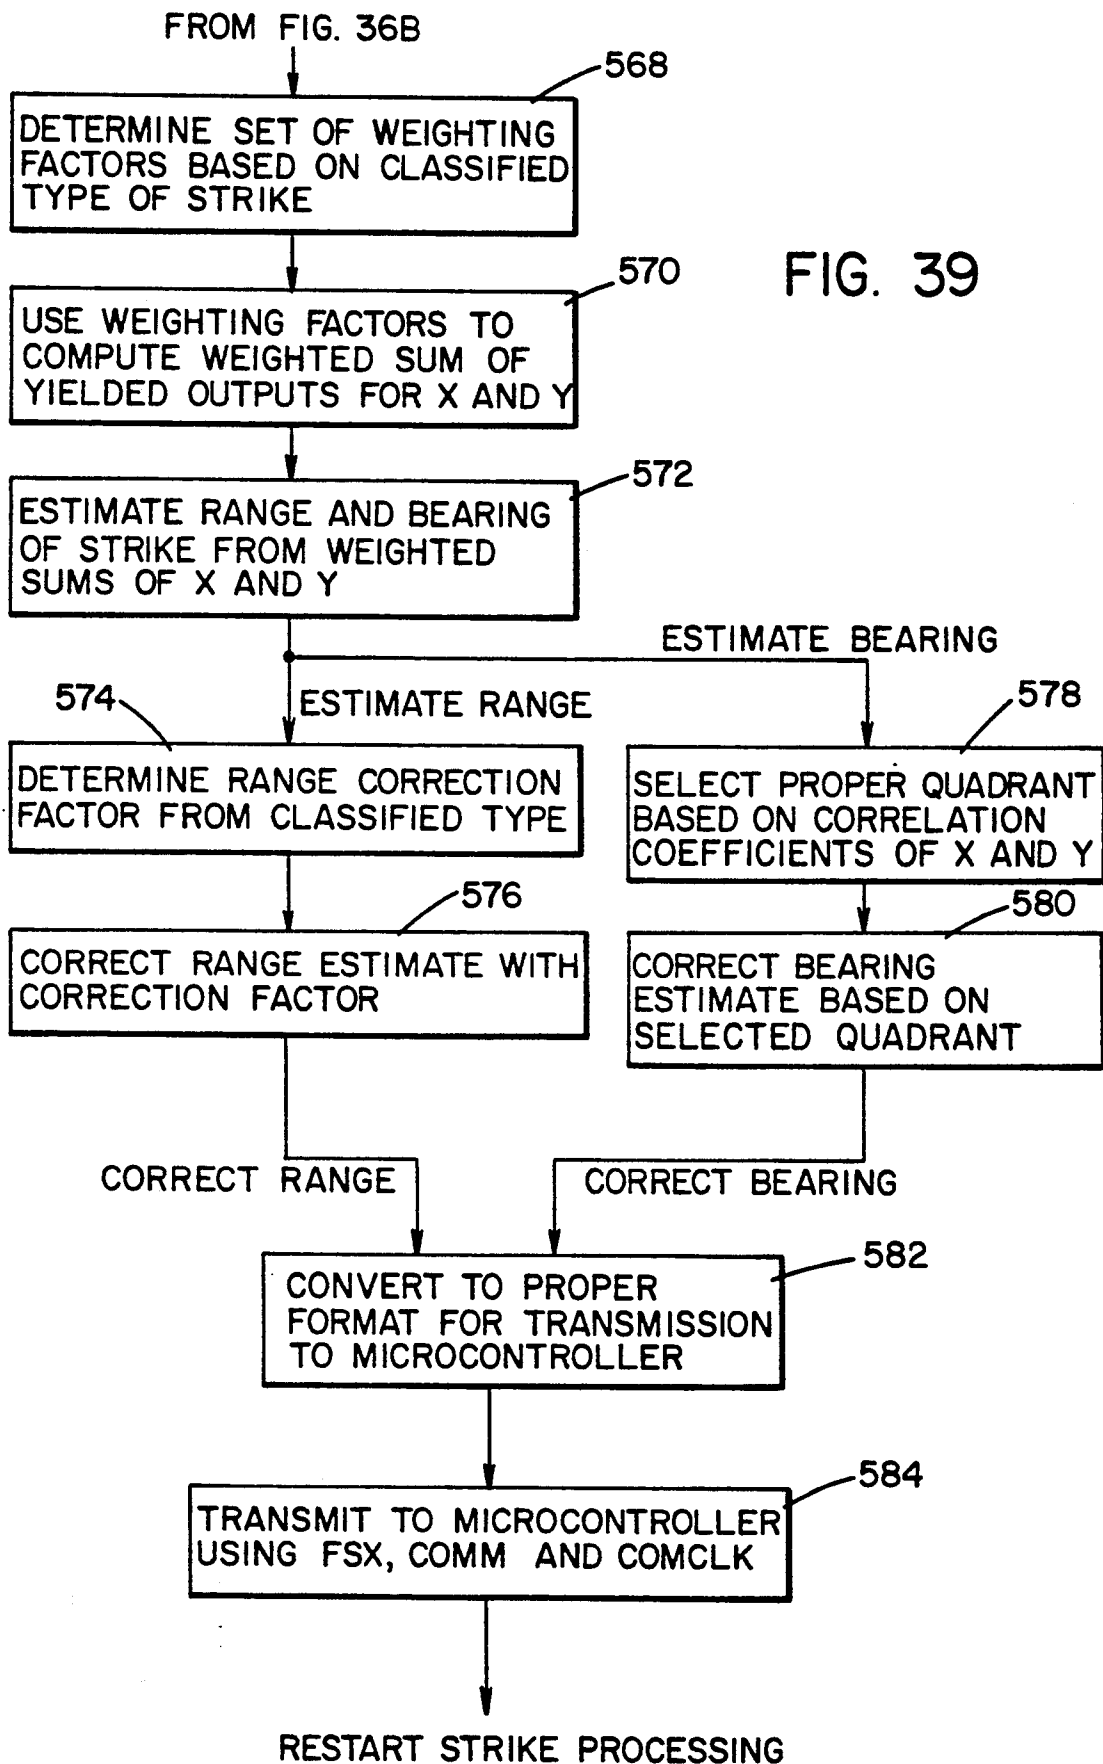 FROM FIG. 36B
568
DETERMINE SET OF WEIGHTING
FACTORS BASED ON CLASSIFIED
TYPE OF STRIKE
FIG. 39
570
USE WEIGHTING FACTORS TO
COMPUTE WEIGHTED SUM OF
YIELDED OUTPUTS FOR X AND Y
572
ESTIMATE RANGE AND BEARING
OF STRIKE FROM WEIGHTED
SUMS OF X AND Y
ESTIMATE BEARING
574
ESTIMATE RANGE
578
DETERMINE RANGE CORRECTION
FACTOR FROM CLASSIFIED TYPE
SELECT PROPER QUADRANT
BASED ON CORRELATION
COEFFICIENTS OF X AND Y
576
580
CORRECT RANGE ESTIMATE WITH
CORRECTION FACTOR
CORRECT BEARING
ESTIMATE BASED ON
SELECTED QUADRANT
CORRECT RANGE
CORRECT BEARING
582
CONVERT TO PROPER
FORMAT FOR TRANSMISSION
TO MICROCONTROLLER
584
TRANSMIT TO MICROCONTROLLER
USING FSX, COMM AND COMCLK
RESTART STRIKE PROCESSING